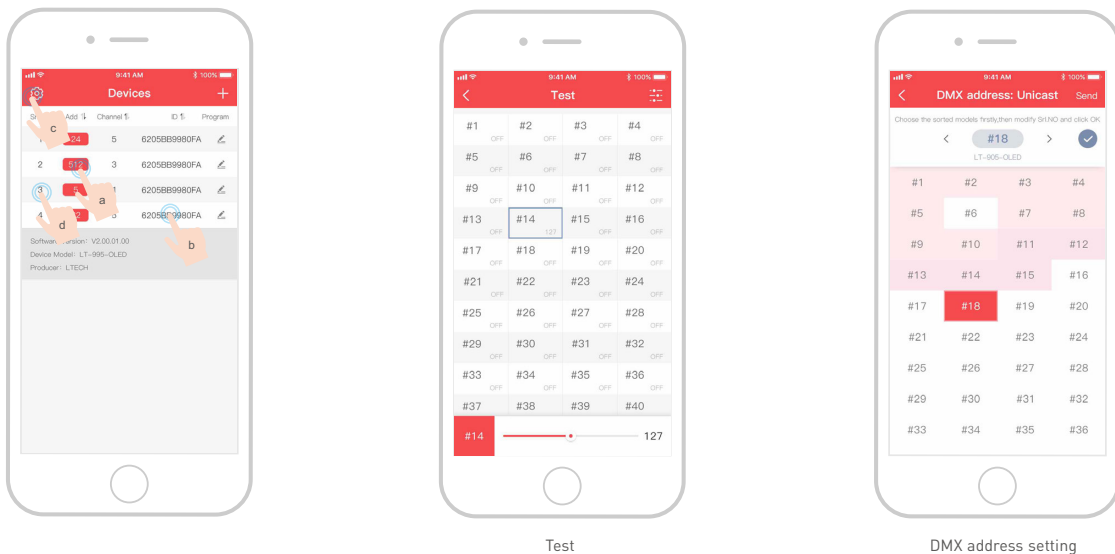 9:41 AM 100%
Devices +
Add Channel ID Program
24 5 6205BB9980FA
2 512 3 6205BB9980FA
3 5 6205BB9980FA
4 6205BB9980FA
c
a
d
b
V2.00.01.00
Device Model: LT-995-OLED
Producer: LTECH
9:41 AM 100%
Test
#1 OFF #2 OFF #3 OFF #4 OFF
#5 OFF #6 OFF #7 OFF #8 OFF
#9 OFF #10 OFF #11 OFF #12 OFF
#13 OFF #14 127 #15 OFF #16 OFF
#17 OFF #18 OFF #19 OFF #20 OFF
#21 OFF #22 OFF #23 OFF #24 OFF
#25 OFF #26 OFF #27 OFF #28 OFF
#29 OFF #30 OFF #31 OFF #32 OFF
#33 OFF #34 OFF #35 OFF #36 OFF
#37 #38 #39 #40
#14 127
Test
9:41 AM 100%
DMX address: Unicast Send
Choose the sorted models firstly,then modify Srt.NO and click OK
< #18 >
LT-995-OLED
#1 #2 #3 #4
#5 #6 #7 #8
#9 #10 #11 #12
#13 #14 #15 #16
#17 #18 #19 #20
#21 #22 #23 #24
#25 #26 #27 #28
#29 #30 #31 #32
#33 #34 #35 #36
DMX address setting